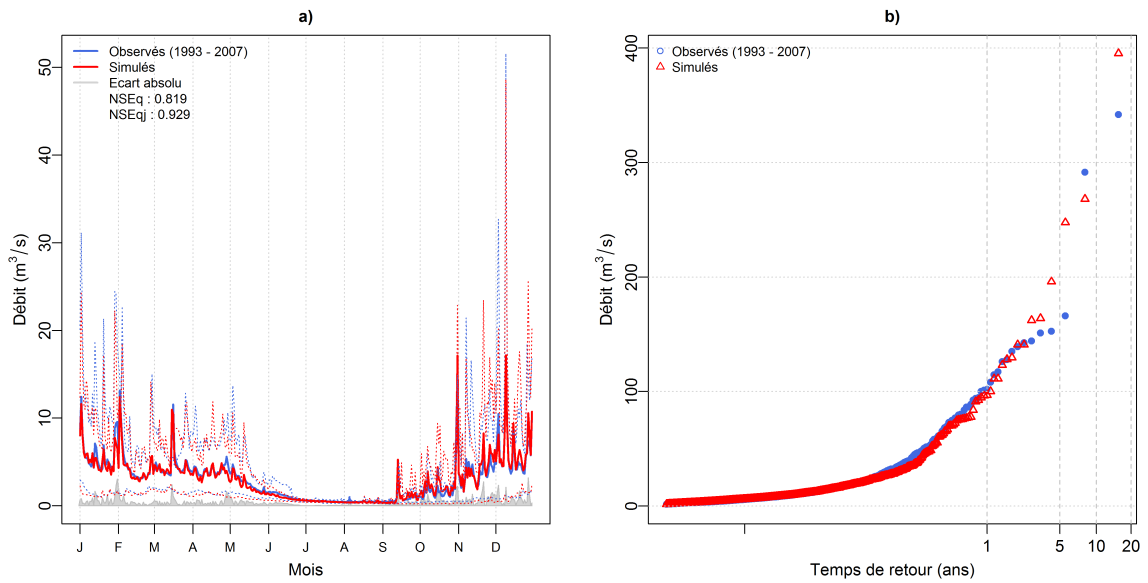 a)
Observés (1993 - 2007)
Simulés
Ecart absolu
NSEq : 0.819
NSEqj : 0.929
Débit (m³/s)
50
40
30
20
10
0
J F M A M J J A S O N D
Mois
b)
Observés (1993 - 2007)
Simulés
Débit (m³/s)
400
300
200
100
0
1 5 10 20
Temps de retour (ans)